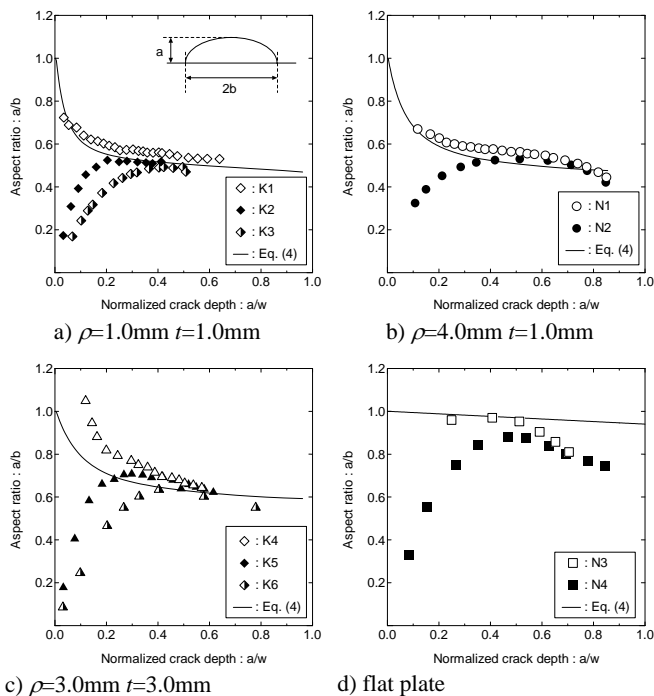 1.2
1.0
0.8
0.6
0.4
0.2
Aspect ratio : a/b
a
2b
◇ : K1
◆ : K2
⬖ : K3
— : Eq. (4)
0.0 0.2 0.4 0.6 0.8 1.0
Normalized crack depth : a/w
a) ρ=1.0mm t=1.0mm
1.2
1.0
0.8
0.6
0.4
0.2
Aspect ratio : a/b
○ : N1
● : N2
— : Eq. (4)
0.0 0.2 0.4 0.6 0.8 1.0
Normalized crack depth : a/w
b) ρ=4.0mm t=1.0mm
1.2
1.0
0.8
0.6
0.4
0.2
Aspect ratio : a/b
◇ : K4
▲ : K5
⬖ : K6
— : Eq. (4)
0.0 0.2 0.4 0.6 0.8 1.0
Normalized crack depth : a/w
c) ρ=3.0mm t=3.0mm
1.2
1.0
0.8
0.6
0.4
0.2
Aspect ratio : a/b
□ : N3
■ : N4
— : Eq. (4)
0.0 0.2 0.4 0.6 0.8 1.0
Normalized crack depth : a/w
d) flat plate